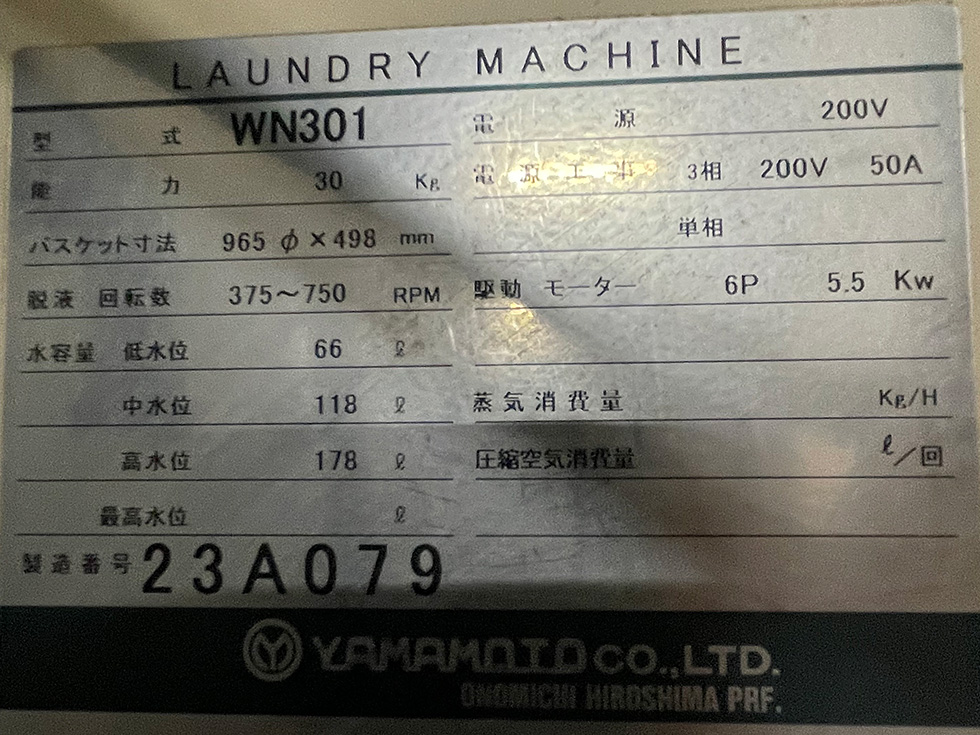 LAUNDRY MACHINE
型式 WN301
能力 30 Kg
バスケット寸法 965 φ × 498 mm
脱液 回転数 375～750 RPM
水容量 低水位 66 ℓ
中水位 118 ℓ
高水位 178 ℓ
最高水位 ℓ
製造番号 23A079
電源 200V
電源工事 3相 200V 50A
単相
駆動 モーター 6P 5.5 Kw
蒸気消費量 Kg/H
圧縮空気消費量 ℓ/回
YAMAMOTO CO.,LTD.
ONOMICHI HIROSHIMA PRF.